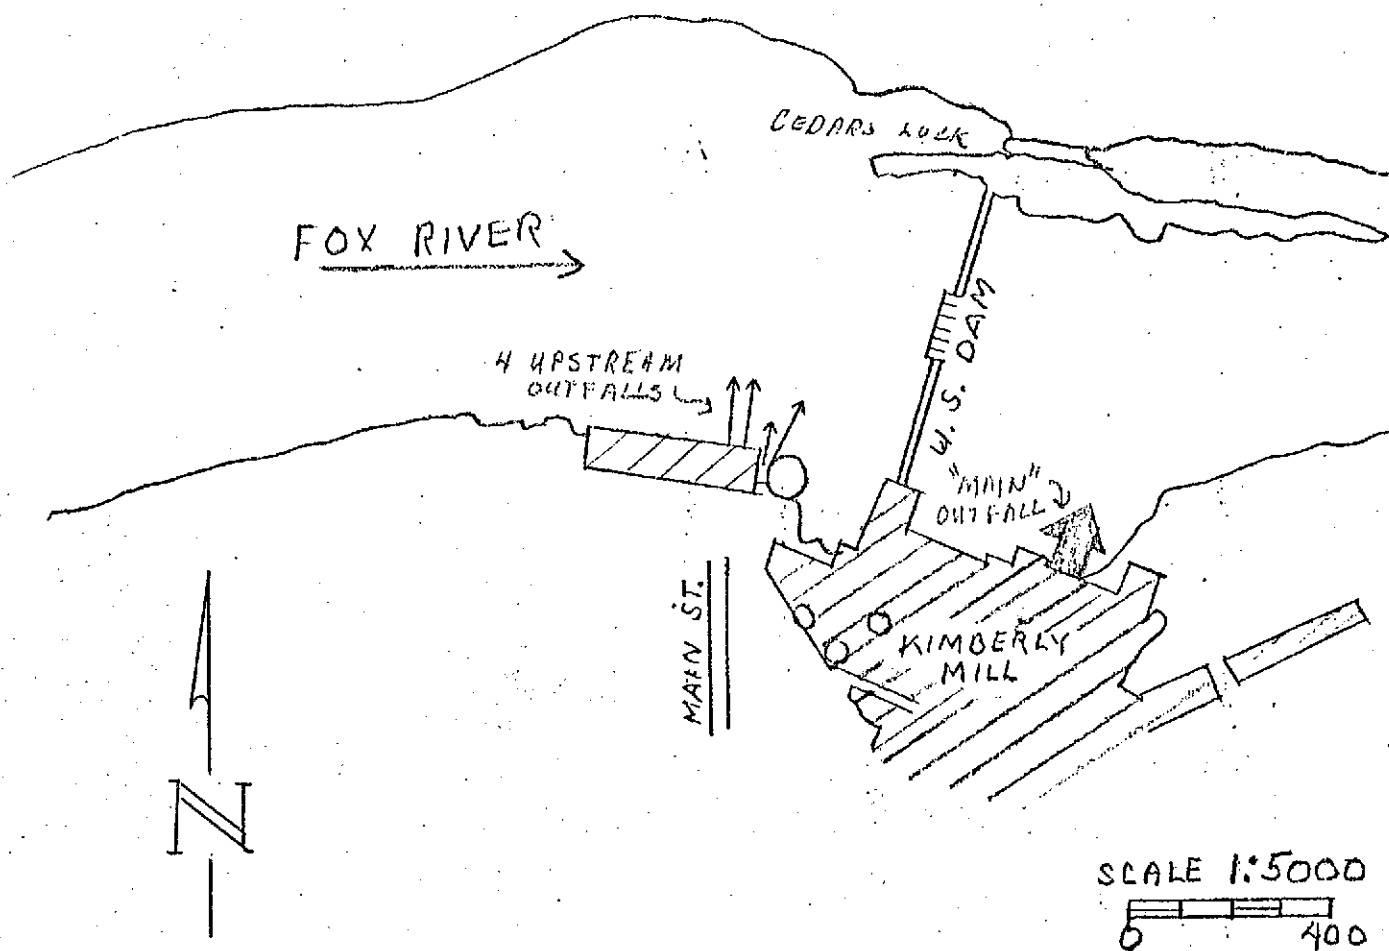 CEDARS LOCK
FOX RIVER
4 UPSTREAM
OUTFALLS
U.S. DAM
"MAIN"
OUTFALL
MAIN ST.
KIMBERLY
MILL
N
SCALE 1:5000
0 400